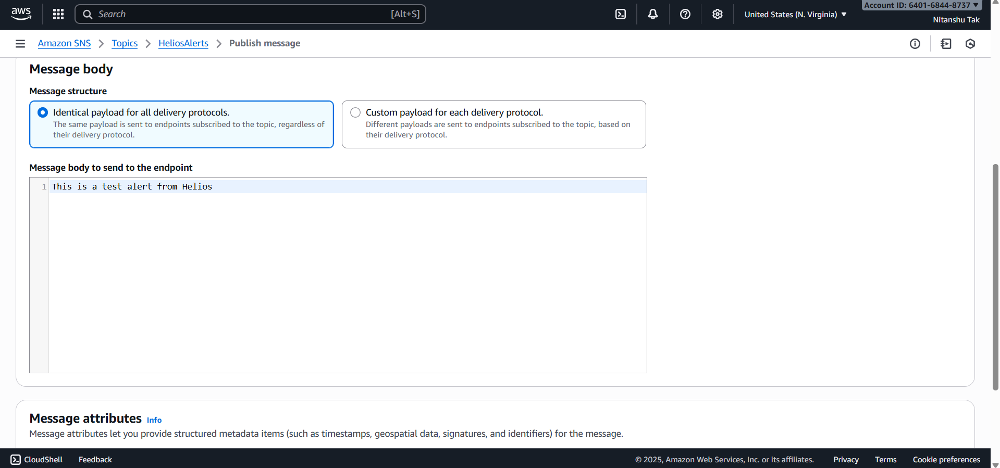 aws
Search [Alt+S]
United States (N. Virginia)
Account ID: 6401-6844-8737
Nitanshu Tak
Amazon SNS
Topics
HeliosAlerts
Publish message
Message body
Message structure
Identical payload for all delivery protocols.
The same payload is sent to endpoints subscribed to the topic, regardless of
their delivery protocol.
Custom payload for each delivery protocol.
Different payloads are sent to endpoints subscribed to the topic, based on
their delivery protocol.
Message body to send to the endpoint
1 This is a test alert from Helios
Message attributes Info
Message attributes let you provide structured metadata items (such as timestamps, geospatial data, signatures, and identifiers) for the message.
CloudShell Feedback © 2025, Amazon Web Services, Inc. or its affiliates. Privacy Terms Cookie preferences